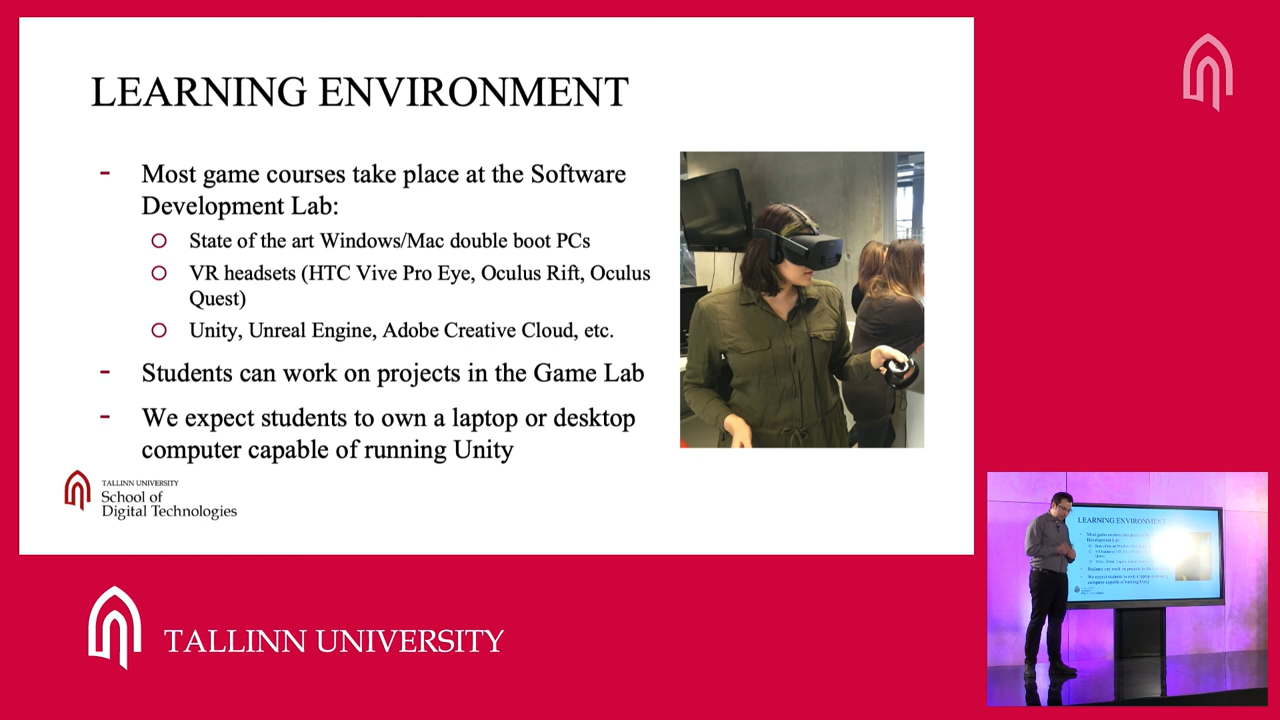 LEARNING ENVIRONMENT
- Most game courses take place at the Software
Development Lab:
State of the art Windows/Mac double boot PCs
VR headsets (HTC Vive Pro Eye, Oculus Rift, Oculus
Quest)
Unity, Unreal Engine, Adobe Creative Cloud, etc.
- Students can work on projects in the Game Lab
- We expect students to own a laptop or desktop
computer capable of running Unity
TALLINN UNIVERSITY
School of
Digital Technologies
TALLINN UNIVERSITY
LEARNING ENVIRONMENT